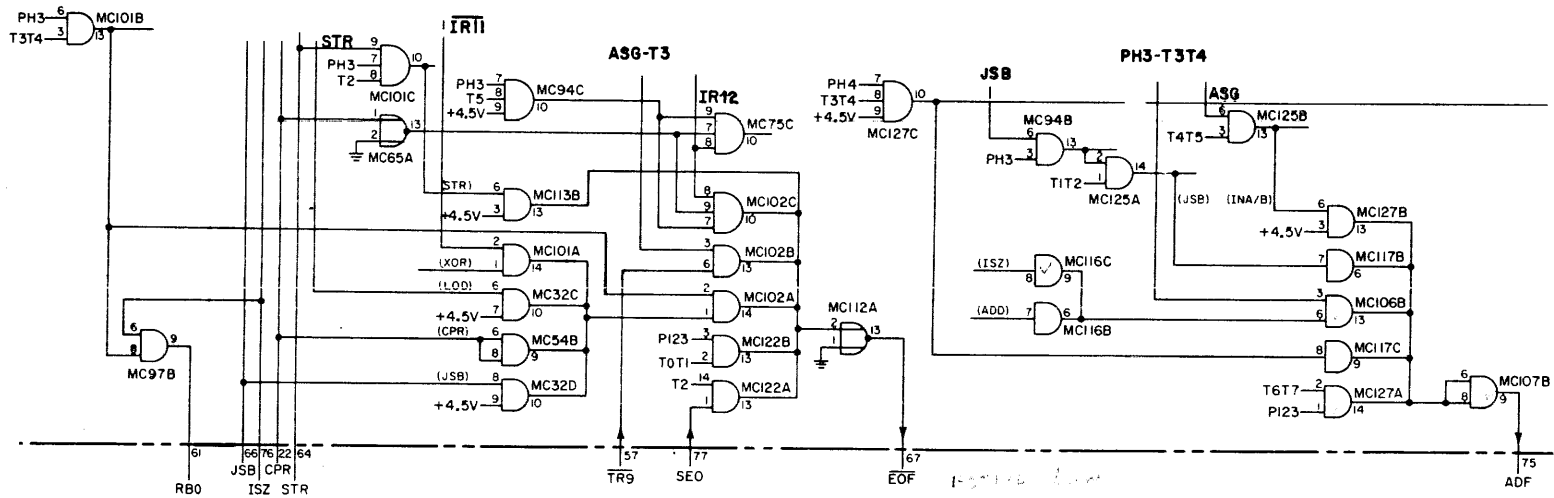 PH3 6 MC101B
T3T4 3 13
IR11
STR 9
PH3 7 10
T2 8
MC101C
ASG-T3
PH3 7 MC94C
T5 8
+4.5V 9 10
IR12
9
7 MC75C
8 10
1 13
2
MC65A
PH4 7
T3T4 8 10
+4.5V 9
MC127C
JSB
MC94B
6
PH3 3 13
2 14
T1T2 1
MC125A
PH3-T3T4
ASG
6 MC125B
T4T5 3 13
(STR) 6 MC113B
+4.5V 3 13
8
9 MC102C
7 10
(JSB) (INA/B)
6 MC127B
+4.5V 3 13
2 MC101A
(XOR) 1 14
3 MC102B
6 13
(ISZ) MC116C
8 9
7 MC117B
6
(LOD) 6 MC32C
+4.5V 7 10
2 MC102A
1 14
(ADD) 7 6
MC116B
3 MC106B
6 13
6 9
8
MC97B
(CPR) 6 MC54B
8 9
P123 3 MC122B
T0T1 2 13
2 MC112A
1 13
8 MC117C
9
(JSB) 8 MC32D
+4.5V 9 10
T2 14 MC122A
1 13
T6T7 2 MC127A
P123 1 14
6 MC107B
8 9
61 66 76 22 64 57 77 67 75
JSB CPR
RBO ISZ STR TR9 SEO EOF ADF